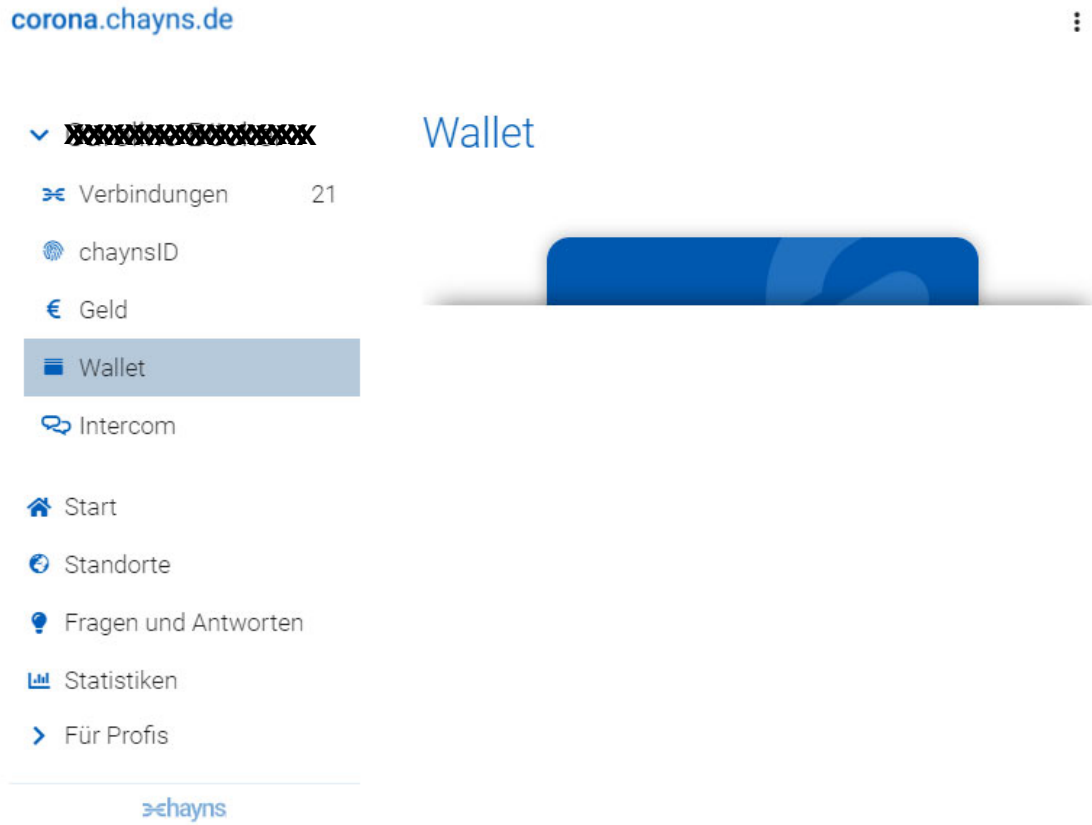 corona.chayns.de
Wallet
Verbindungen 21
chaynsID
Geld
Wallet
Intercom
Start
Standorte
Fragen und Antworten
Statistiken
Für Profis
chayns